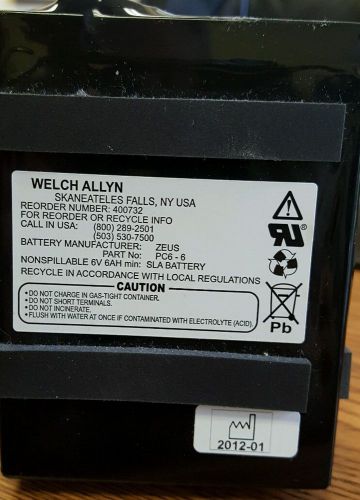 WELCH ALLYN
SKANEATELES FALLS, NY USA
REORDER NUMBER: 400732
FOR REORDER OR RECYCLE INFO
CALL IN USA: (800) 289-2501
(503) 530-7500
BATTERY MANUFACTURER: ZEUS
PART No: PC6 - 6
NONSPILLABLE 6V 6AH min: SLA BATTERY
RECYCLE IN ACCORDANCE WITH LOCAL REGULATIONS
CAUTION
• DO NOT CHARGE IN GAS-TIGHT CONTAINER.
• DO NOT SHORT TERMINALS.
• DO NOT INCINERATE.
• FLUSH WITH WATER AT ONCE IF CONTAMINATED WITH ELECTROLYTE (ACID).
Pb
2012-01